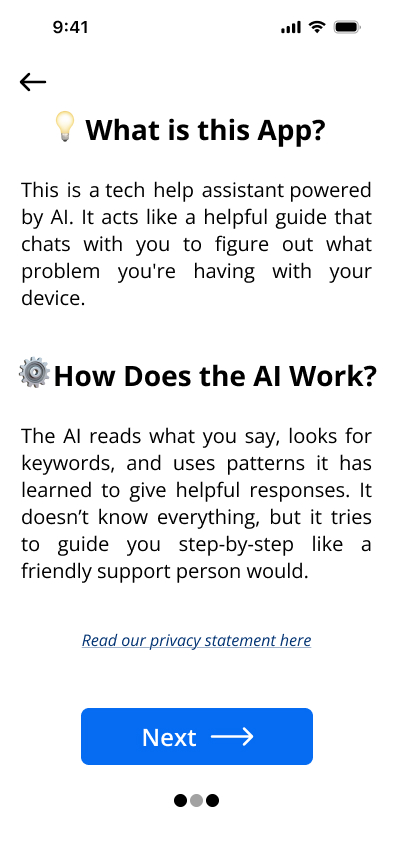 9:41
What is this App?
This is a tech help assistant powered
by AI. It acts like a helpful guide that
chats with you to figure out what
problem you're having with your
device.
How Does the AI Work?
The AI reads what you say, looks for
keywords, and uses patterns it has
learned to give helpful responses. It
doesn’t know everything, but it tries
to guide you step-by-step like a
friendly support person would.
Read our privacy statement here
Next